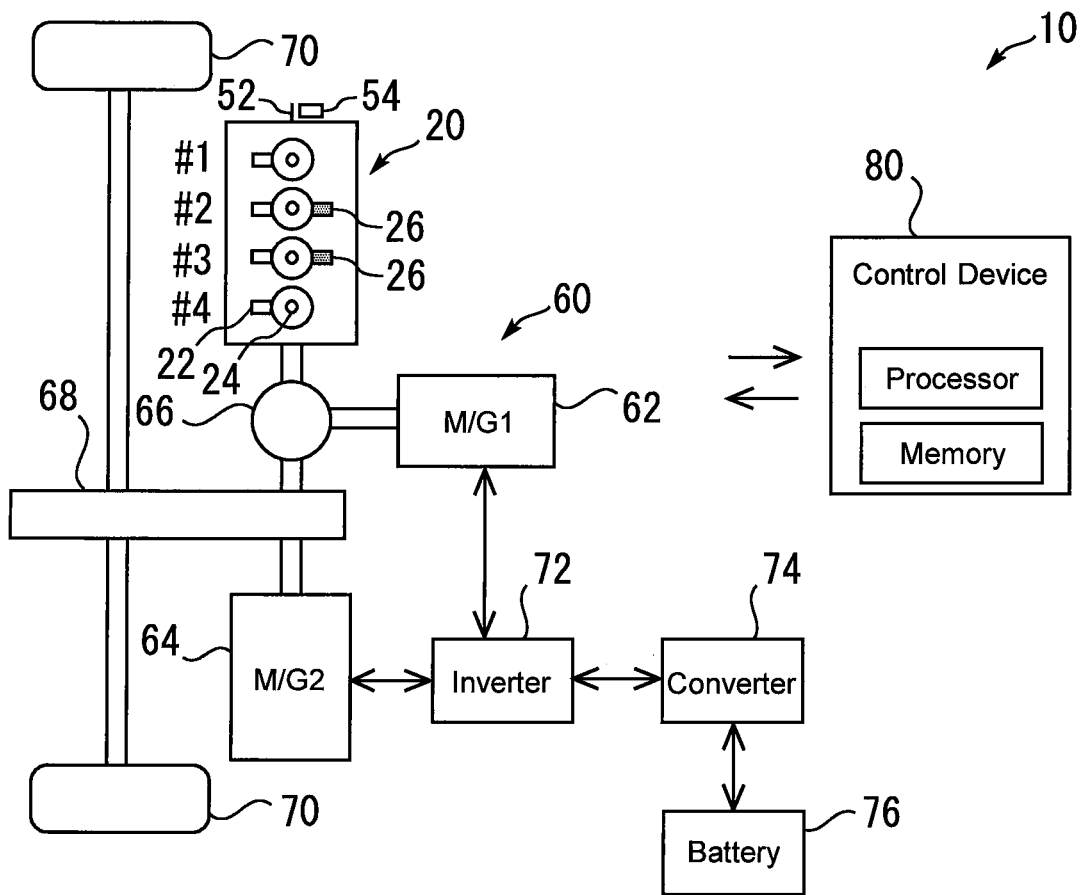 70
10
52
54
20
80
#1
#2
26
Control Device
#3
26
#4
60
22
24
Processor
68
66
M/G1
62
Memory
72
74
64
M/G2
Inverter
Converter
70
76
Battery